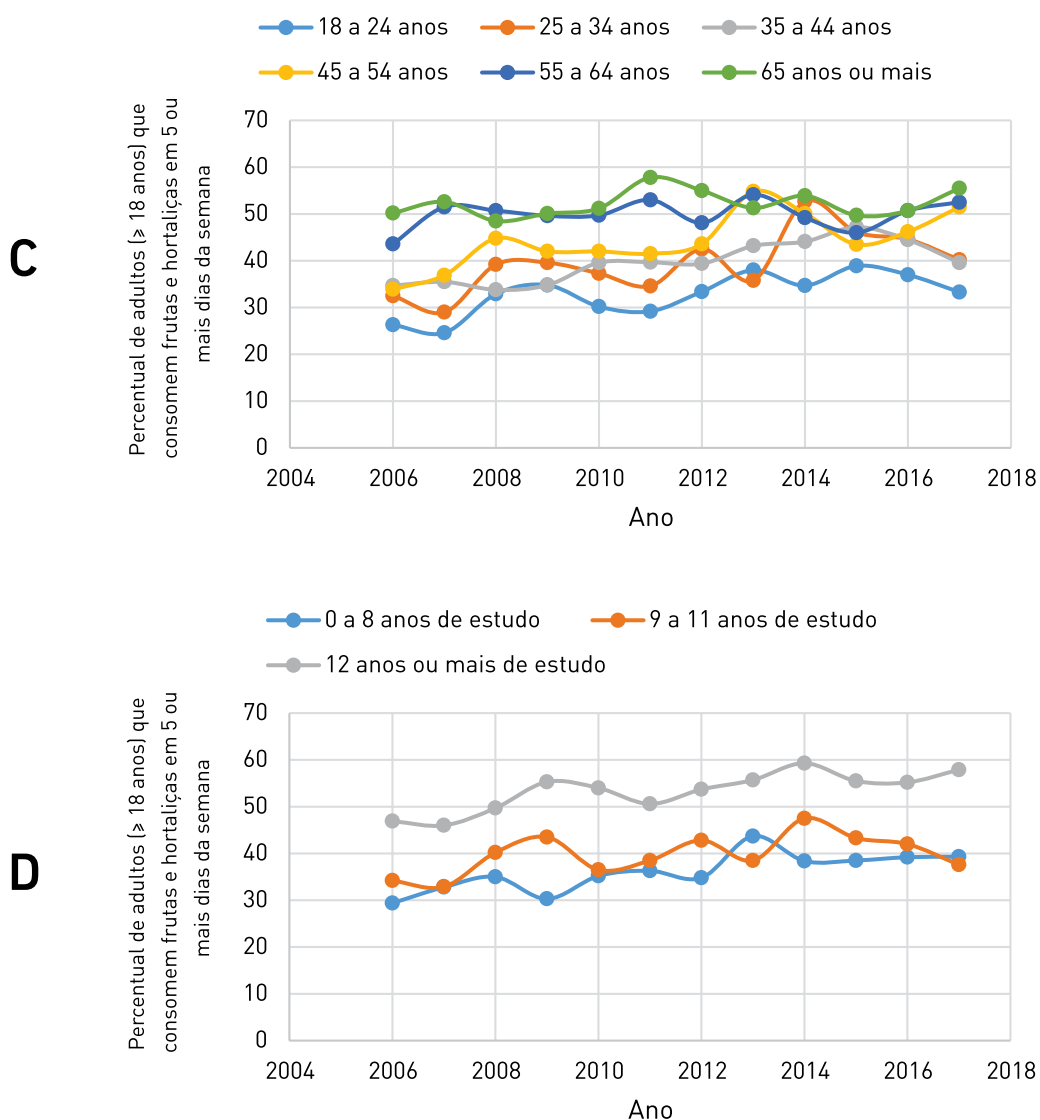 18 a 24 anos 25 a 34 anos 35 a 44 anos
45 a 54 anos 55 a 64 anos 65 anos ou mais
C
Percentual de adultos (≥ 18 anos) que
consomem frutas e hortaliças em 5 ou
mais dias da semana
70
60
50
40
30
20
10
0
2004 2006 2008 2010 2012 2014 2016 2018
Ano
0 a 8 anos de estudo 9 a 11 anos de estudo
12 anos ou mais de estudo
D
Percentual de adultos (≥ 18 anos) que
consomem frutas e hortaliças em 5 ou
mais dias da semana
70
60
50
40
30
20
10
0
2004 2006 2008 2010 2012 2014 2016 2018
Ano